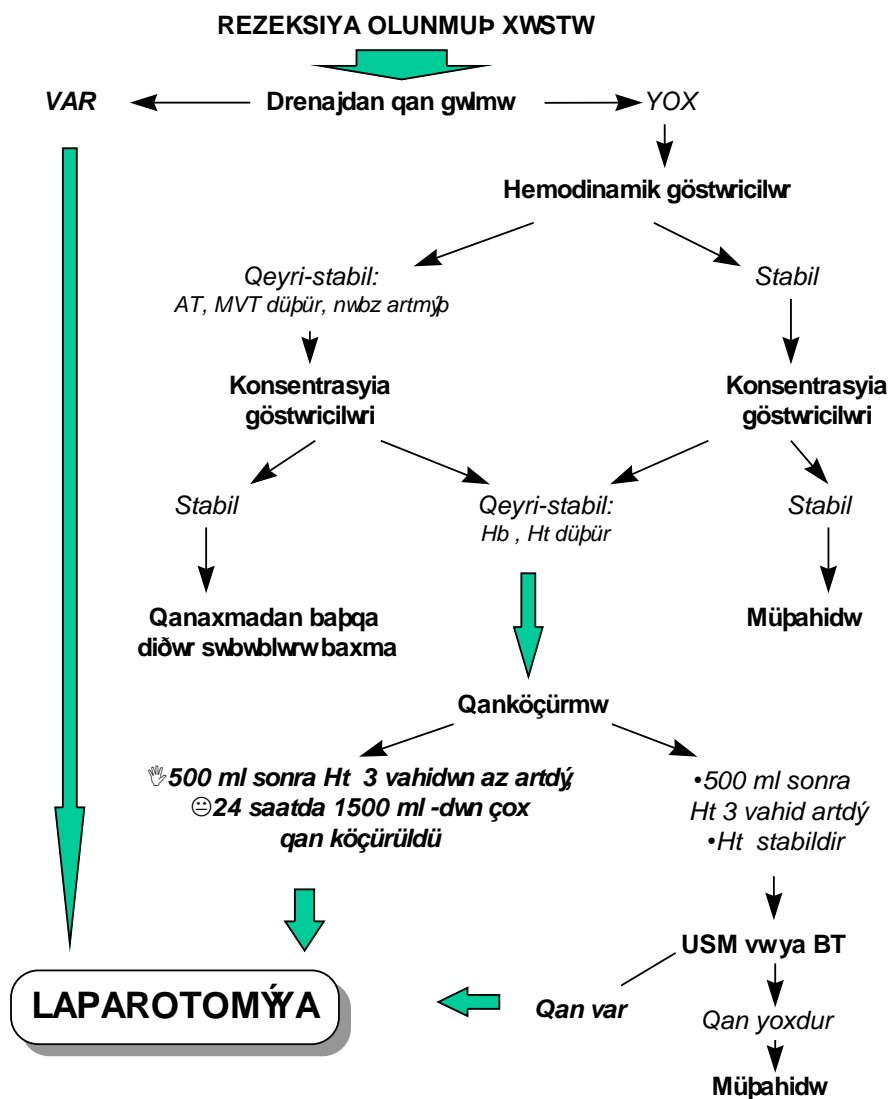 REZEKSIYA OLUNMUÞ XWSTW
VAR
Drenajdan qan gwlmw
YOX
Hemodinamik göstwricilwr
Qeyri-stabil:
AT, MVT düþür, nwbz artmýþ
Stabil
Konsentrasyia
göstwricilwri
Konsentrasyia
göstwricilwri
Stabil
Qeyri-stabil:
Hb , Ht düþür
Stabil
Qanaxmadan baþqa
diðwr swbwblwrw baxma
Müþahidw
Qanköçürmw
500 ml sonra Ht 3 vahidwn az artdý,
24 saatda 1500 ml -dwn çox
qan köçürüldü
•500 ml sonra
Ht 3 vahid artdý
•Ht stabildir
USM vwya BT
LAPAROTOMÝYA
Qan var
Qan yoxdur
Müþahidw